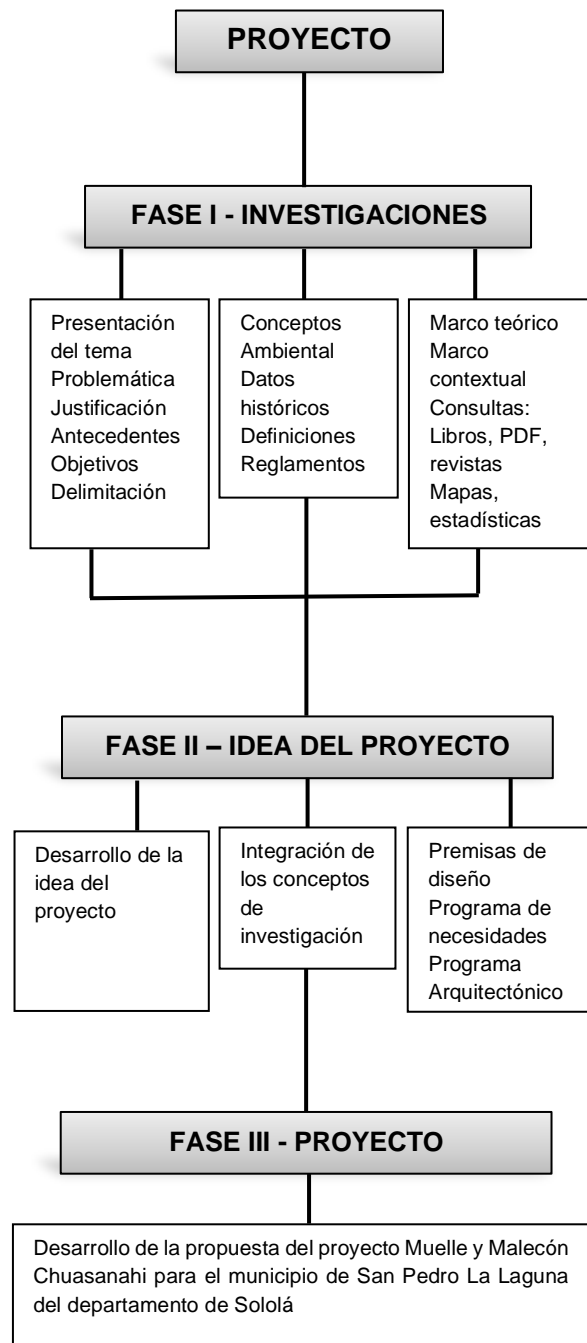 PROYECTO
FASE I - INVESTIGACIONES
Presentación
del tema
Problemática
Justificación
Antecedentes
Objetivos
Delimitación
Conceptos
Ambiental
Datos
históricos
Definiciones
Reglamentos
Marco teórico
Marco
contextual
Consultas:
Libros, PDF,
revistas
Mapas,
estadísticas
FASE II – IDEA DEL PROYECTO
Desarrollo de la
idea del
proyecto
Integración de
los conceptos
de
investigación
Premisas de
diseño
Programa de
necesidades
Programa
Arquitectónico
FASE III - PROYECTO
Desarrollo de la propuesta del proyecto Muelle y Malecón
Chuasanahi para el municipio de San Pedro La Laguna
del departamento de Sololá